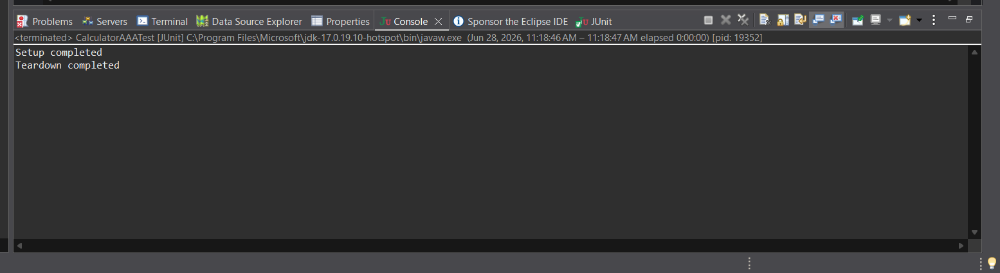 Problems Servers Terminal Data Source Explorer Properties Console Sponsor the Eclipse IDE JUnit
<terminated> CalculatorAAATest [JUnit] C:\Program Files\Microsoft\jdk-17.0.19.10-hotspot\bin\javaw.exe (Jun 28, 2026, 11:18:46 AM – 11:18:47 AM elapsed 0:00:00) [pid: 19352]
Setup completed
Teardown completed